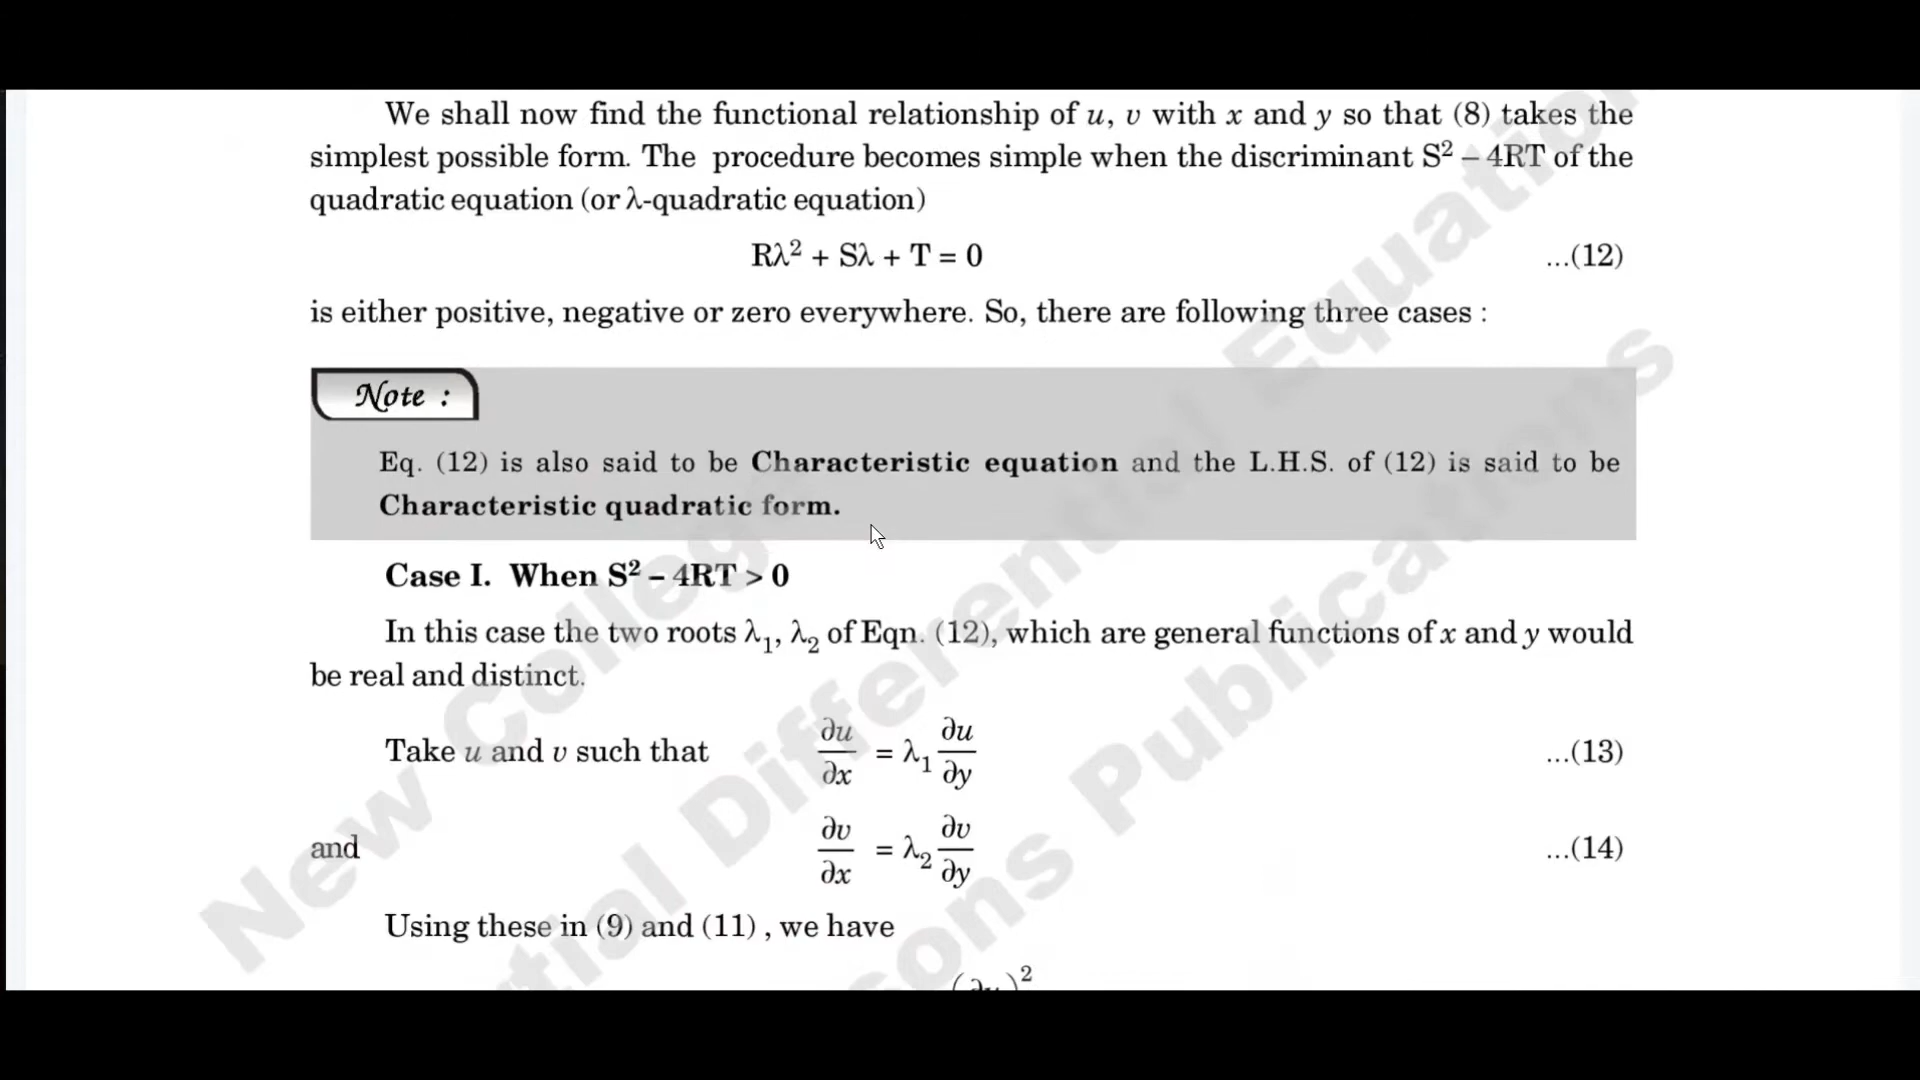 We shall now find the functional relationship of u, v with x and y so that (8) takes the
simplest possible form. The procedure becomes simple when the discriminant S² – 4RT of the
quadratic equation (or λ-quadratic equation)
Rλ² + Sλ + T = 0 ...(12)
is either positive, negative or zero everywhere. So, there are following three cases :
Note :
Eq. (12) is also said to be Characteristic equation and the L.H.S. of (12) is said to be
Characteristic quadratic form.
Case I. When S² – 4RT > 0
In this case the two roots λ₁, λ₂ of Eqn. (12), which are general functions of x and y would
be real and distinct.
Take u and v such that ∂u/∂x = λ₁ ∂u/∂y ...(13)
and ∂v/∂x = λ₂ ∂v/∂y ...(14)
Using these in (9) and (11) , we have